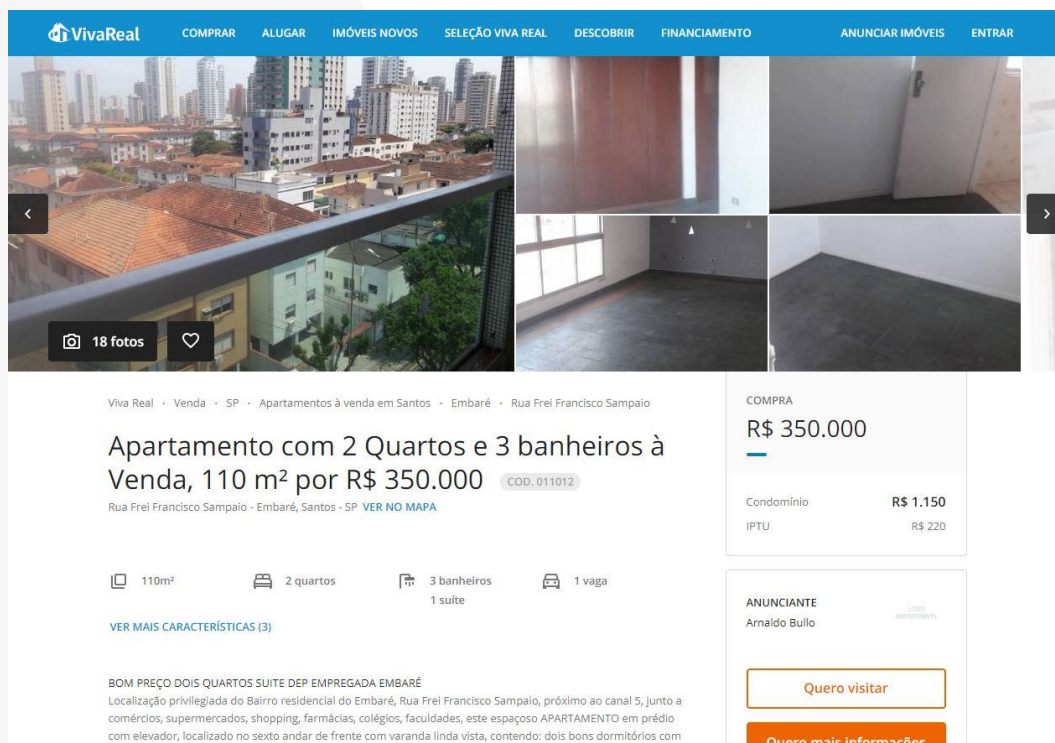 VivaReal COMPRAR ALUGAR IMÓVEIS NOVOS SELEÇÃO VIVA REAL DESCOBRIR FINANCIAMENTO ANUNCIAR IMÓVEIS ENTRAR
18 fotos
Viva Real · Venda · SP · Apartamentos à venda em Santos · Embaré · Rua Frei Francisco Sampaio
Apartamento com 2 Quartos e 3 banheiros à
Venda, 110 m² por R$ 350.000 COD. 011012
Rua Frei Francisco Sampaio - Embaré, Santos - SP VER NO MAPA
110m² 2 quartos 3 banheiros 1 vaga
1 suíte
VER MAIS CARACTERÍSTICAS (3)
BOM PREÇO DOIS QUARTOS SUITE DEP EMPREGADA EMBARÉ
Localização privilegiada do Bairro residencial do Embaré, Rua Frei Francisco Sampaio, próximo ao canal 5, junto a
comércios, supermercados, shopping, farmácias, colégios, faculdades, este espaçoso APARTAMENTO em prédio
com elevador, localizado no sexto andar de frente com varanda linda vista, contendo: dois bons dormitórios com
COMPRA
R$ 350.000
Condomínio R$ 1.150
IPTU R$ 220
ANUNCIANTE
Arnaldo Bullo
LOGO
INDISPONÍVEL
Quero visitar
Quero mais informações